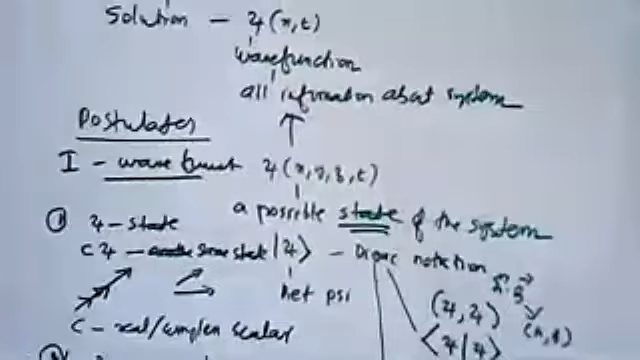 Solution - ψ(x,t)
wavefunction
all information about system
Postulates
I - wave funct ψ(x,y,z,t)
a possible state of the system
① ψ - state
cψ - same state |ψ⟩ - Dirac notation
ket psi
(ψ,ψ)
C - real/complex scalar
⟨ψ|ψ⟩